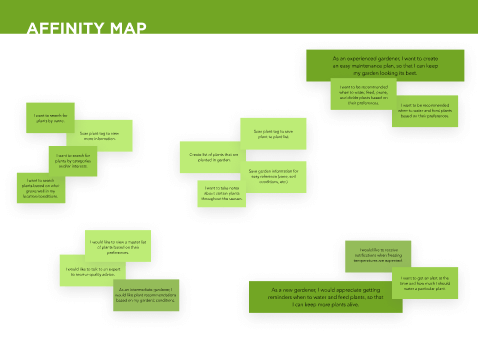 AFFINITY MAP
As an experienced gardener, I want to create
an easy maintenance plan, so that I can keep
my garden looking its best.
I want to be recommended
when to water, feed, prune,
and divide plants based on
their preferences.
I want to be recommended
when to water and feed plants
based on their preferences.
I want to search for
plants by name.
Scan plant tag to view
more information.
I want to search for
plants by categories
and/or interests.
I want to search
plants based on what
grows well in my
location/conditions.
Scan plant tag to save
plant to plant list.
Create list of plants that are
planted in garden.
Save garden information for
easy reference (zone, soil
conditions, etc.)
I want to take notes
about certain plants
throughout the season.
I would like to view a master list
of plants based on their
preferences.
I would like to talk to an expert
to receive quality advice.
As an intermediate gardener, I
would like plant recommendations
based on my garden's conditions.
I would like to receive
notifications when freezing
temperatures are expected.
I want to get an alert at the
time and how much I should
water a particular plant.
As a new gardener, I would appreciate getting
reminders when to water and feed plants, so that
I can keep more plants alive.